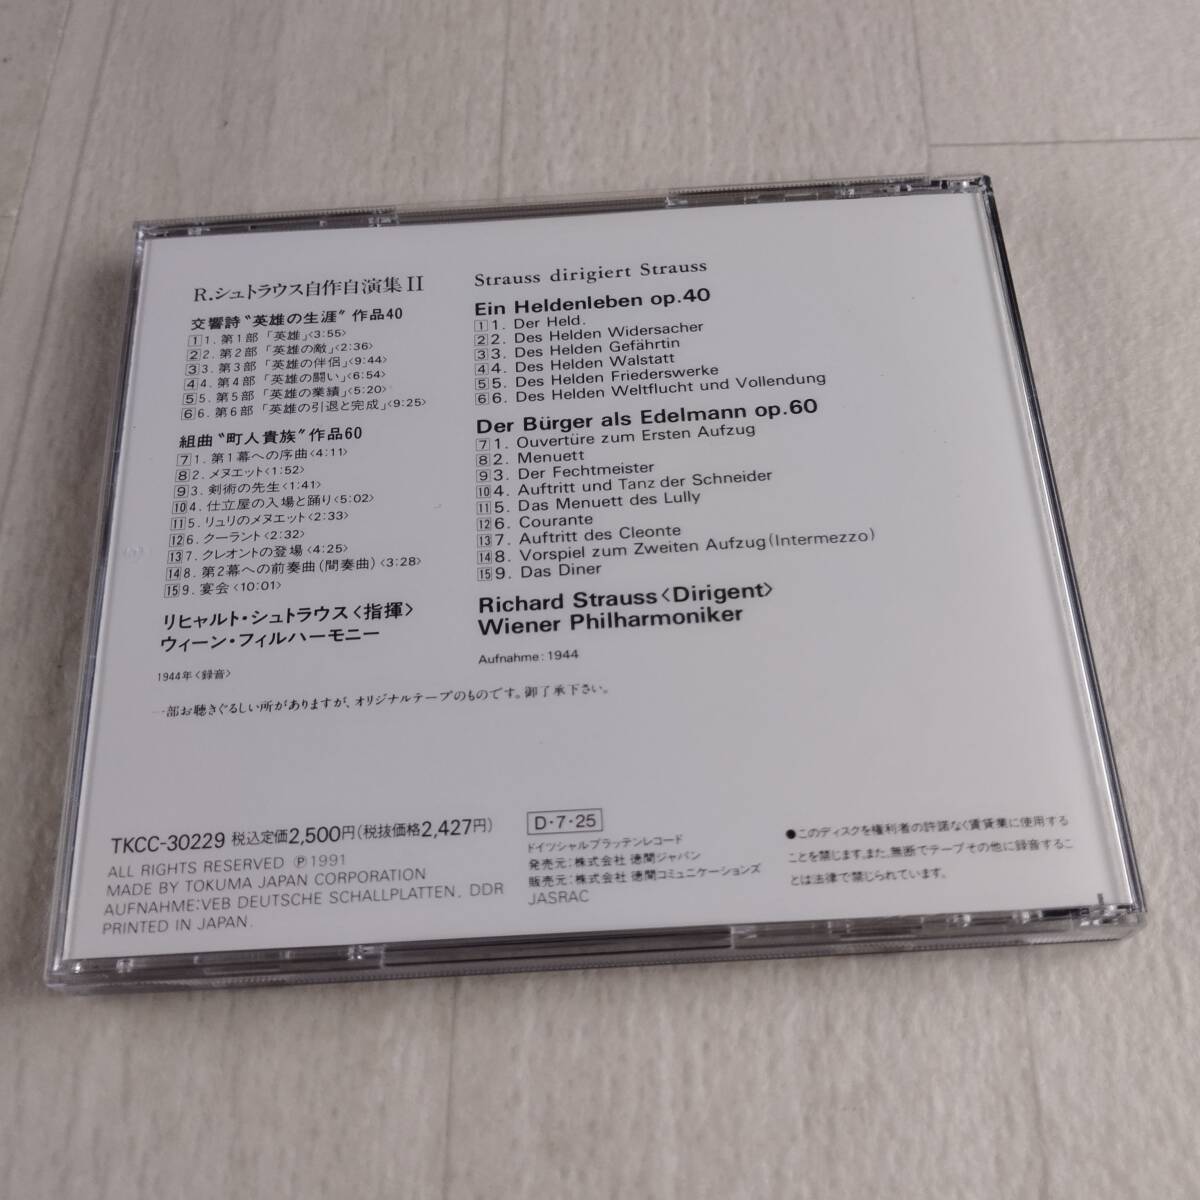 R.シュトラウス自作自演集II
交響詩"英雄の生涯"作品40
1 1. 第1部「英雄」<3:55>
2 2. 第2部「英雄の敵」<2:36>
3 3. 第3部「英雄の伴侶」<9:44>
4 4. 第4部「英雄の闘い」<6:54>
5 5. 第5部「英雄の業績」<5:20>
6 6. 第6部「英雄の引退と完成」<9:25>
組曲"町人貴族"作品60
7 1. 第1幕への序曲<4:11>
8 2. メヌエット<1:52>
9 3. 剣術の先生<1:41>
10 4. 仕立屋の入場と踊り<5:02>
11 5. リュリのメヌエット<2:33>
12 6. クーラント<2:32>
13 7. クレオントの登場<4:25>
14 8. 第2幕への前奏曲(間奏曲)<3:28>
15 9. 宴会<10:01>
リヒャルト・シュトラウス<指揮>
ウィーン・フィルハーモニー
1944年<録音>
一部お聴きぐるしい所がありますが、オリジナルテープのものです。御了承下さい。
Strauss dirigiert Strauss
Ein Heldenleben op.40
1 1. Der Held.
2 2. Des Helden Widersacher
3 3. Des Helden Gefährtin
4 4. Des Helden Walstatt
5 5. Des Helden Friederswerke
6 6. Des Helden Weltflucht und Vollendung
Der Bürger als Edelmann op.60
7 1. Ouvertüre zum Ersten Aufzug
8 2. Menuett
9 3. Der Fechtmeister
10 4. Auftritt und Tanz der Schneider
11 5. Das Menuett des Lully
12 6. Courante
13 7. Auftritt des Cleonte
14 8. Vorspiel zum Zweiten Aufzug(Intermezzo)
15 9. Das Diner
Richard Strauss<Dirigent>
Wiener Philharmoniker
Aufnahme:1944
TKCC-30229 税込定価2,500円(税抜価格2,427円)
ALL RIGHTS RESERVED Ⓟ 1991
MADE BY TOKUMA JAPAN CORPORATION
AUFNAHME:VEB DEUTSCHE SCHALLPLATTEN. DDR
PRINTED IN JAPAN.
D・7・25
ドイツシャルプラッテンレコード
発売元:株式会社 徳間ジャパン
販売元:株式会社 徳間コミュニケーションズ
JASRAC
●このディスクを権利者の許諾なく賃貸業に使用する
ことを禁じます。また、無断でテープその他に録音するこ
とは法律で禁じられています。